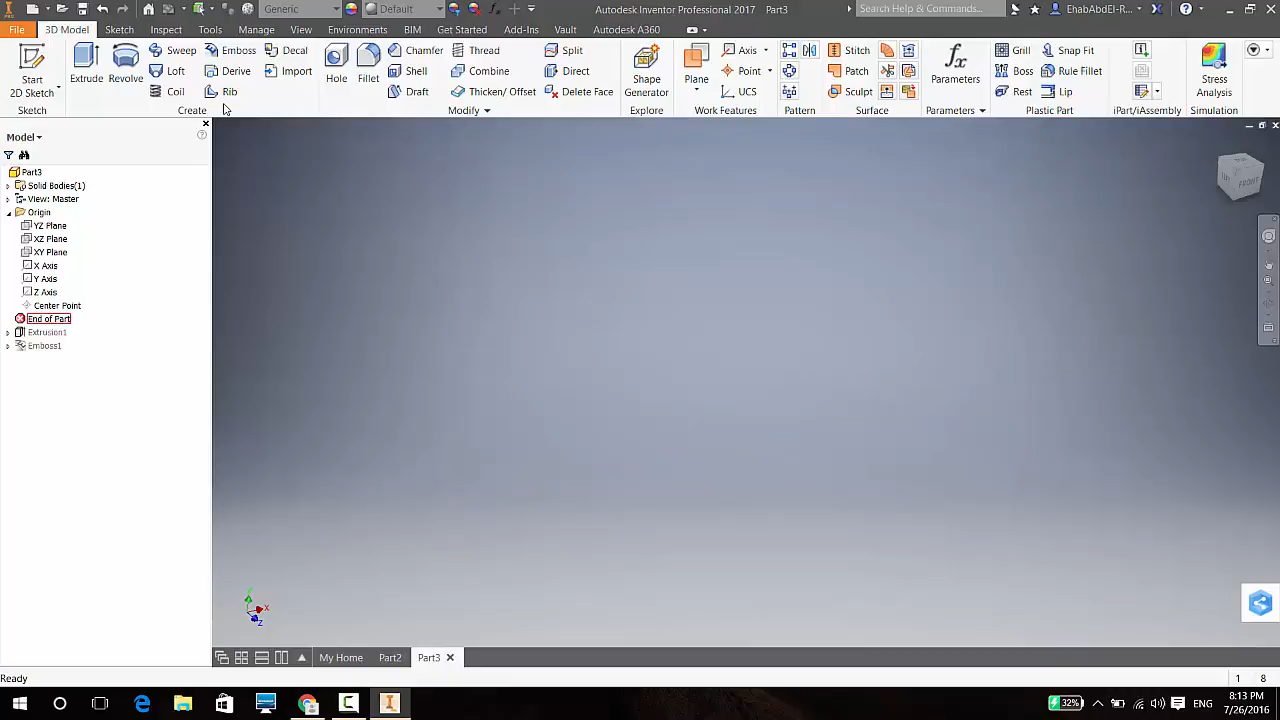 Generic
Default
Autodesk Inventor Professional 2017 Part3
Search Help & Commands...
EhabAbdEl-R...
PRO
File
3D Model
Sketch
Inspect
Tools
Manage
View
Environments
BIM
Get Started
Add-Ins
Vault
Autodesk A360
Start
2D Sketch
Extrude
Revolve
Sweep
Loft
Coil
Emboss
Derive
Rib
Decal
Import
Hole
Fillet
Chamfer
Shell
Draft
Thread
Combine
Thicken/ Offset
Split
Direct
Delete Face
Shape
Generator
Plane
Axis
Point
UCS
Stitch
Patch
Sculpt
fx
Parameters
Grill
Boss
Rest
Snap Fit
Rule Fillet
Lip
Stress
Analysis
Sketch
Create
Modify
Explore
Work Features
Pattern
Surface
Parameters
Plastic Part
iPart/iAssembly
Simulation
Model
Part3
Solid Bodies(1)
View: Master
Origin
YZ Plane
XZ Plane
XY Plane
X Axis
Y Axis
Z Axis
Center Point
End of Part
Extrusion1
Emboss1
FRONT
Y
X
Z
My Home
Part2
Part3
Ready
1 8
32%
ENG
8:13 PM
7/26/2016